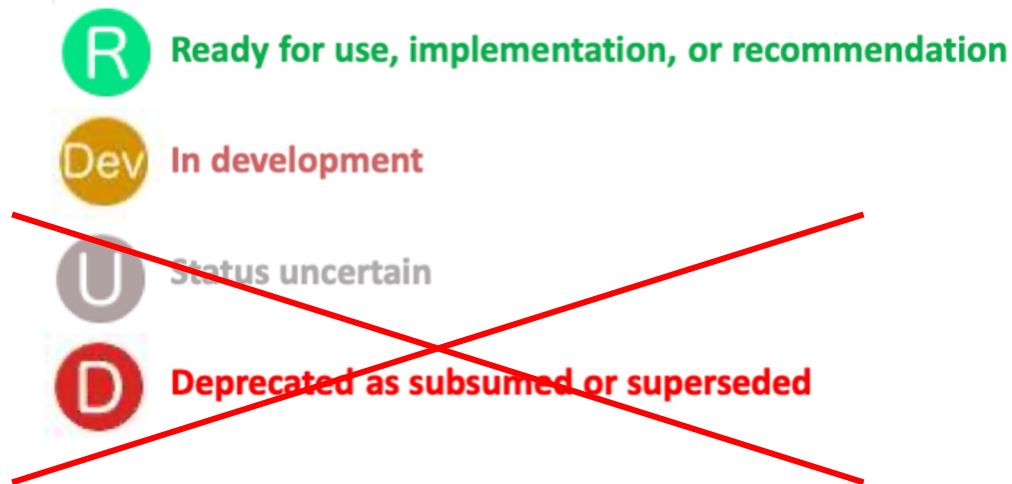 R Ready for use, implementation, or recommendation
Dev In development
U Status uncertain
D Deprecated as subsumed or superseded